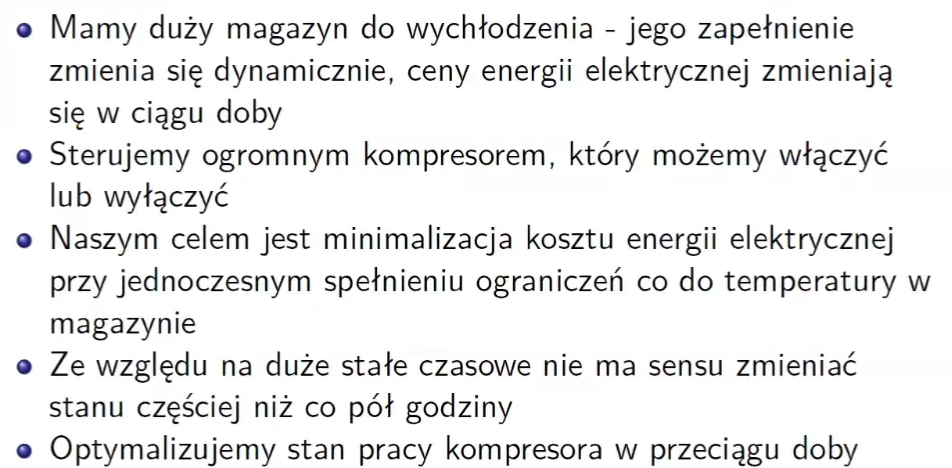 Mamy duży magazyn do wychłodzenia - jego zapełnienie
zmienia się dynamicznie, ceny energii elektrycznej zmieniają
się w ciągu doby
Sterujemy ogromnym kompresorem, który możemy włączyć
lub wyłączyć
Naszym celem jest minimalizacja kosztu energii elektrycznej
przy jednoczesnym spełnieniu ograniczeń co do temperatury w
magazynie
Ze względu na duże stałe czasowe nie ma sensu zmieniać
stanu częściej niż co pół godziny
Optymalizujemy stan pracy kompresora w przeciągu doby